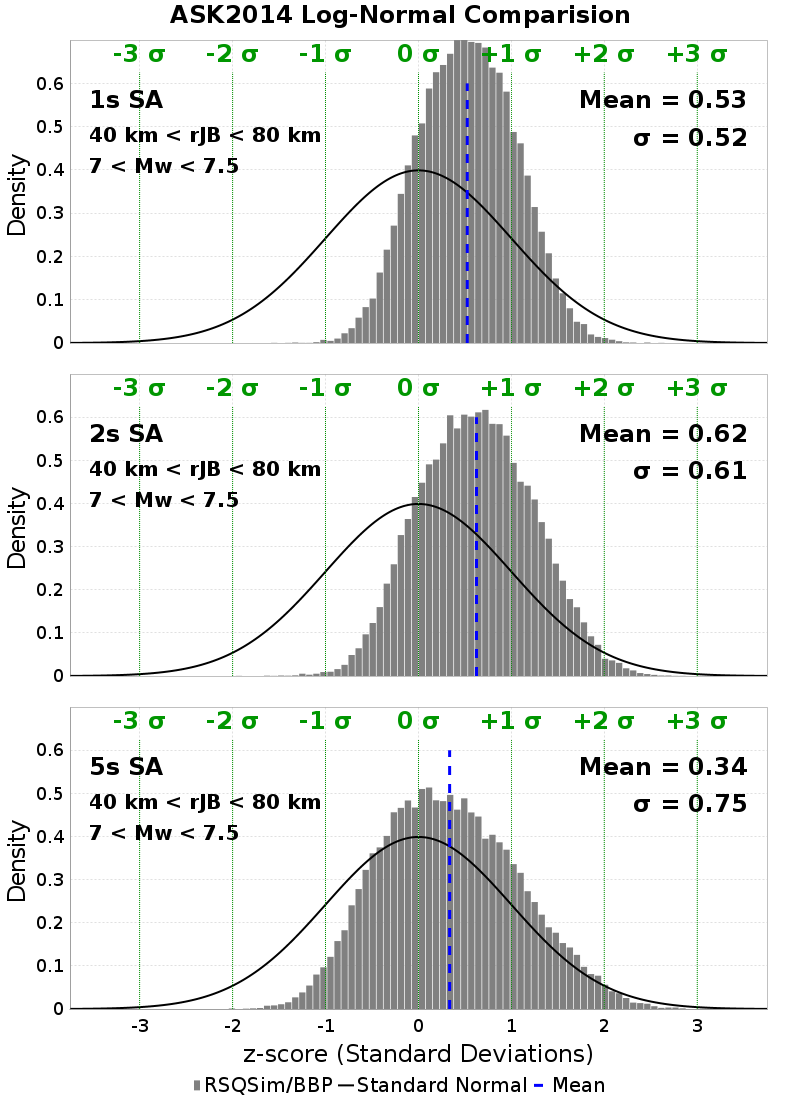 ASK2014 Log-Normal Comparision
-3 σ -2 σ -1 σ 0 σ +1 σ +2 σ +3 σ
1s SA
Mean = 0.53
40 km < rJB < 80 km
σ = 0.52
7 < Mw < 7.5
0.6
0.5
0.4
0.3
0.2
0.1
0
Density
-3 σ -2 σ -1 σ 0 σ +1 σ +2 σ +3 σ
2s SA
Mean = 0.62
40 km < rJB < 80 km
σ = 0.61
7 < Mw < 7.5
0.6
0.5
0.4
0.3
0.2
0.1
0
Density
-3 σ -2 σ -1 σ 0 σ +1 σ +2 σ +3 σ
5s SA
Mean = 0.34
40 km < rJB < 80 km
σ = 0.75
7 < Mw < 7.5
0.6
0.5
0.4
0.3
0.2
0.1
0
Density
-3 -2 -1 0 1 2 3
z-score (Standard Deviations)
RSQSim/BBP Standard Normal Mean